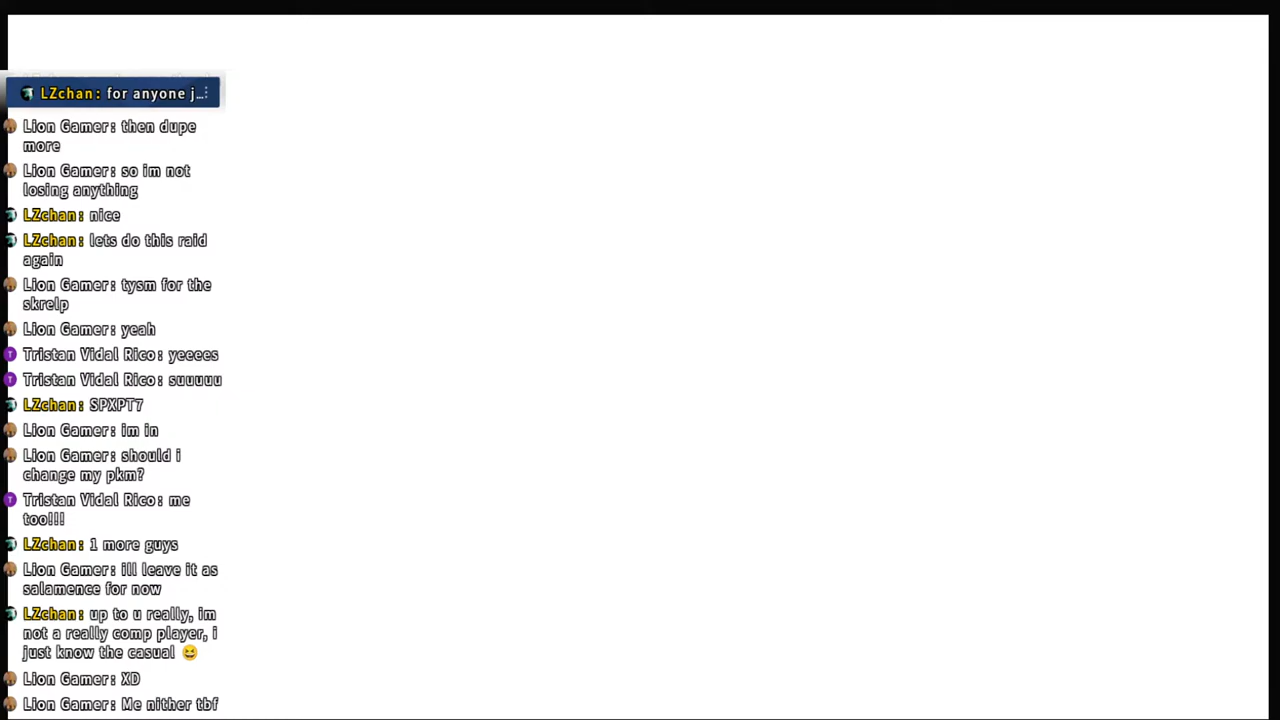 LZchan: for anyone j...
Lion Gamer: then dupe
more
Lion Gamer: so im not
losing anything
LZchan: nice
LZchan: lets do this raid
again
Lion Gamer: tysm for the
skrelp
Lion Gamer: yeah
T Tristan Vidal Rico: yeeees
T Tristan Vidal Rico: suuuuu
LZchan: SPXPT7
Lion Gamer: im in
Lion Gamer: should i
change my pkm?
T Tristan Vidal Rico: me
too!!!
LZchan: 1 more guys
Lion Gamer: ill leave it as
salamence for now
LZchan: up to u really, im
not a really comp player, i
just know the casual 😆
Lion Gamer: XD
Lion Gamer: Me nither tbf